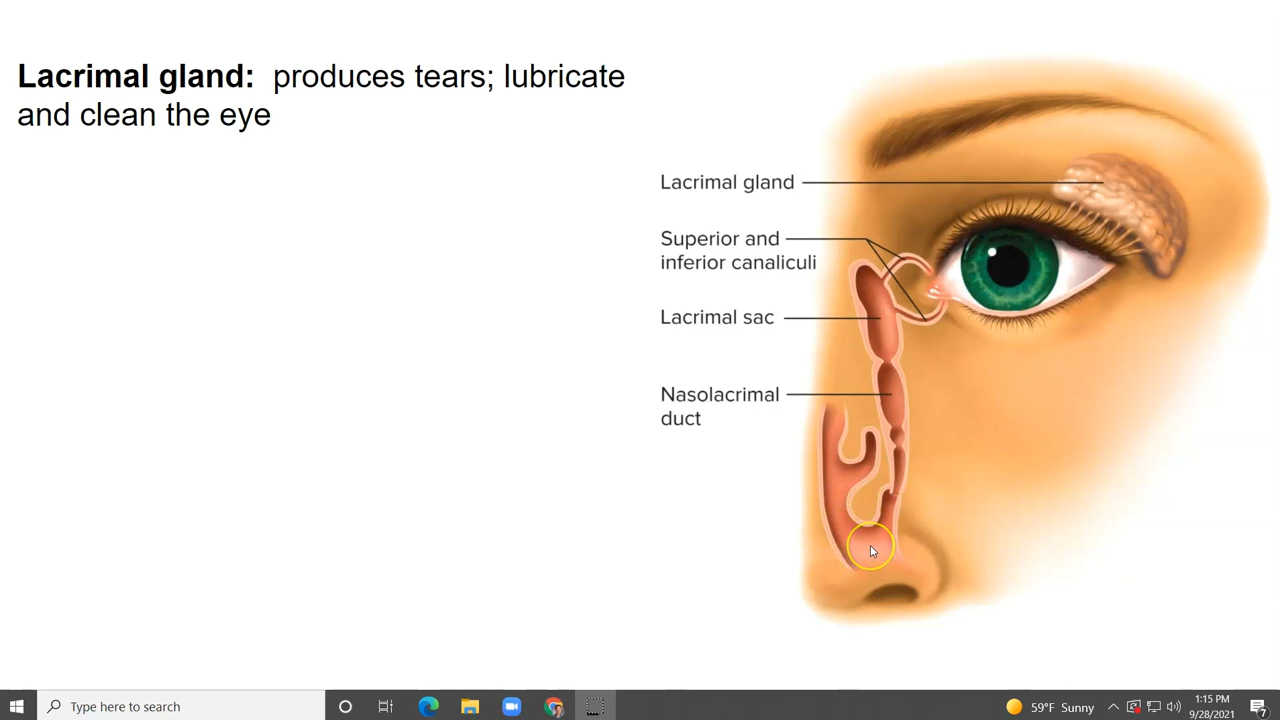 Lacrimal gland: produces tears; lubricate
and clean the eye
Lacrimal gland
Superior and
inferior canaliculi
Lacrimal sac
Nasolacrimal
duct
Type here to search
59°F Sunny
1:15 PM
9/28/2021
7